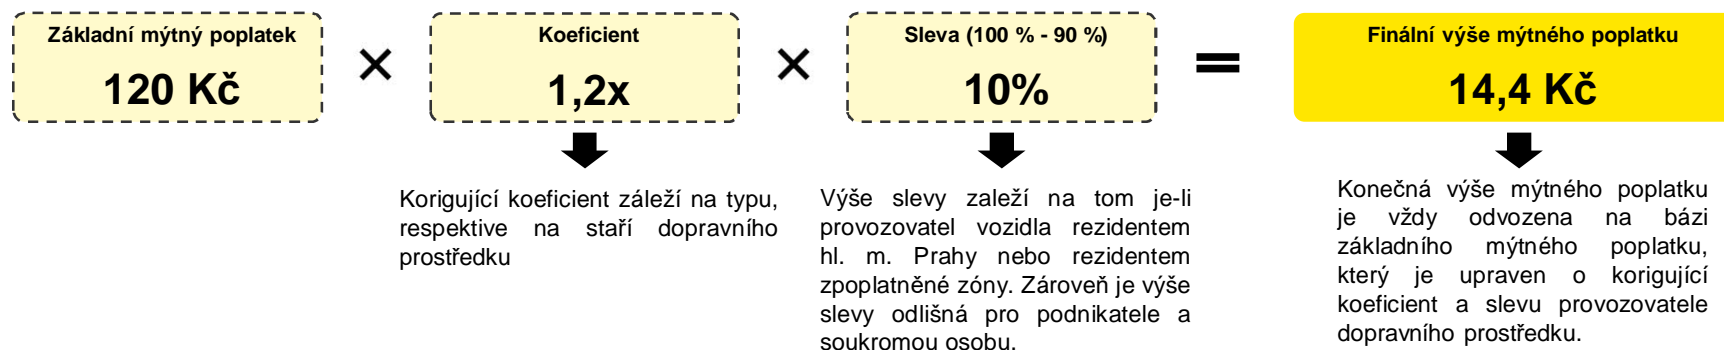 Základní mýtný poplatek
120 Kč
×
Koeficient
1,2x
×
Sleva (100 % - 90 %)
10%
=
Finální výše mýtného poplatku
14,4 Kč
Korigující koeficient záleží na typu,
respektive na staří dopravního
prostředku
Výše slevy zaleží na tom je-li
provozovatel vozidla rezidentem
hl. m. Prahy nebo rezidentem
zpoplatněné zóny. Zároveň je výše
slevy odlišná pro podnikatele a
soukromou osobu.
Konečná výše mýtného poplatku
je vždy odvozena na bázi
základního mýtného poplatku,
který je upraven o korigující
koeficient a slevu provozovatele
dopravního prostředku.